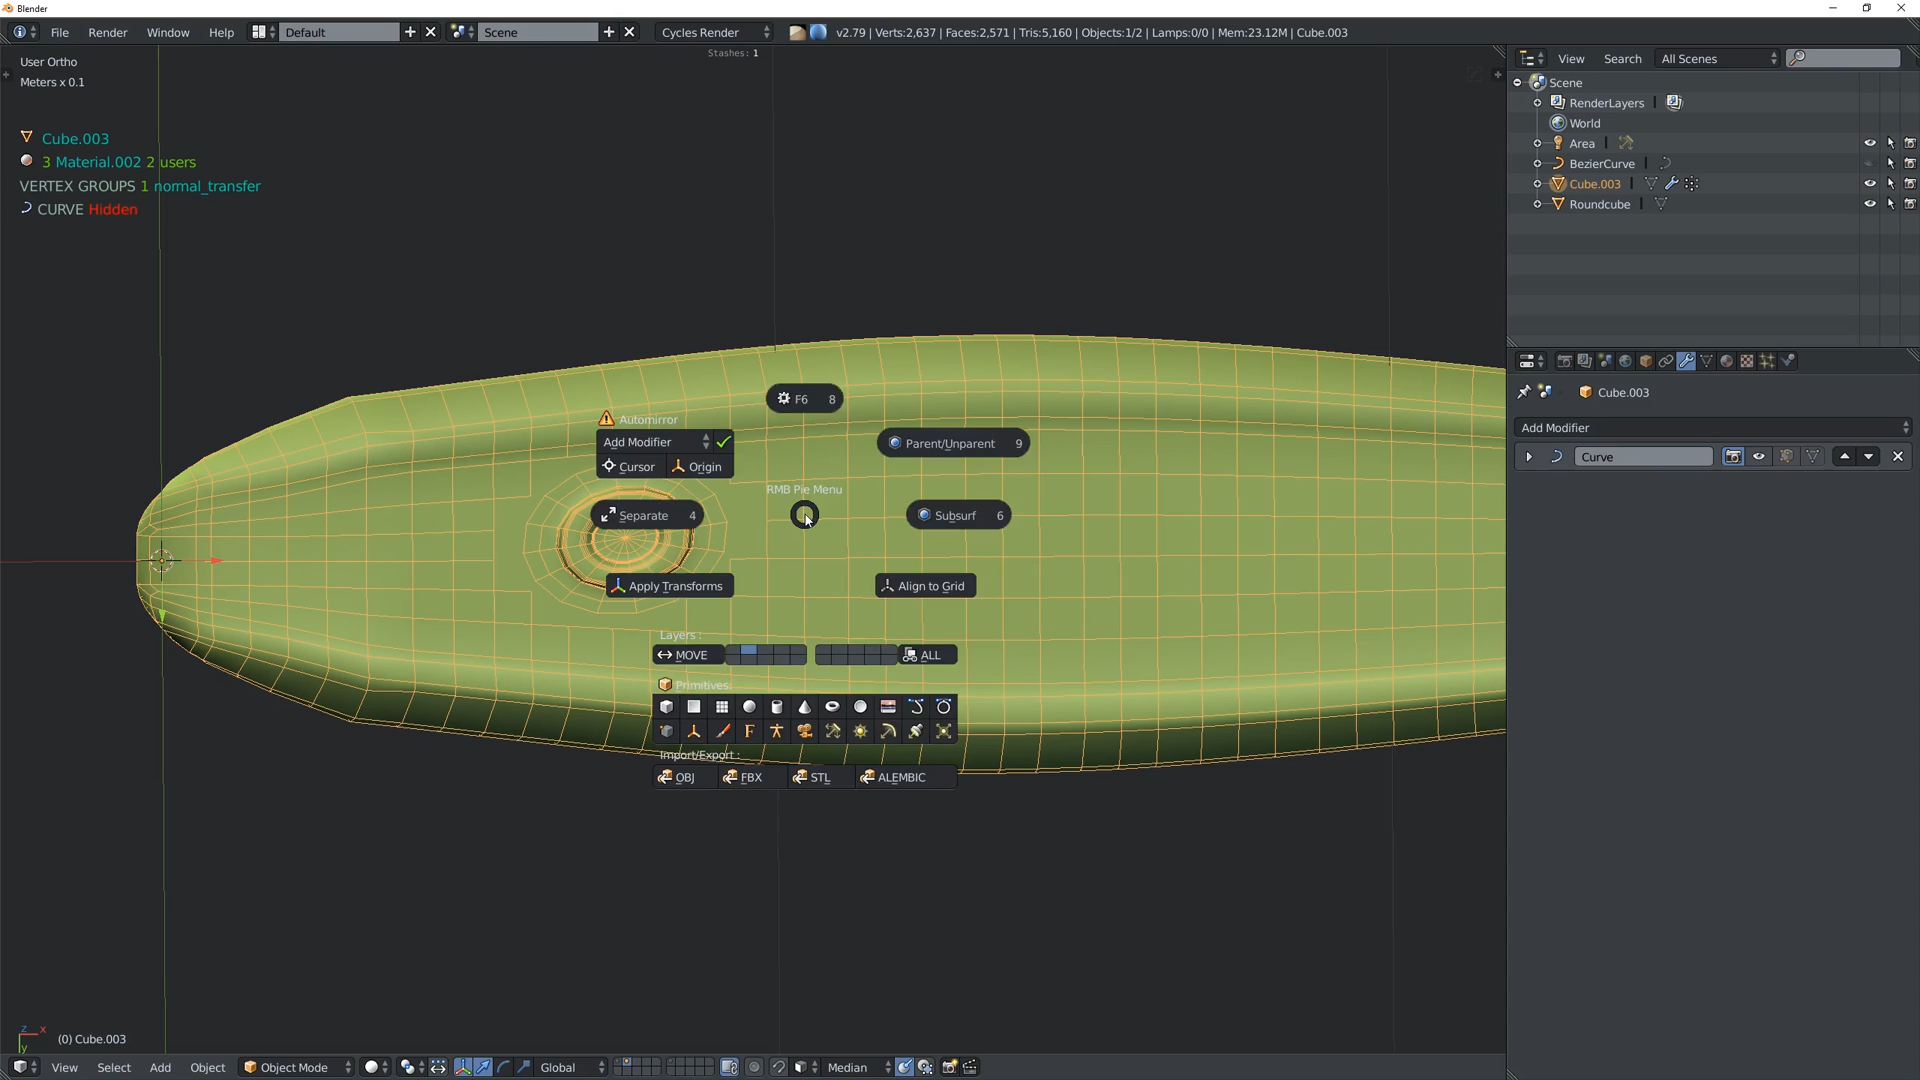 Blender
File Render Window Help Default Scene Cycles Render v2.79 | Verts:2,637 | Faces:2,571 | Tris:5,160 | Objects:1/2 | Lamps:0/0 | Mem:23.12M | Cube.003
User Ortho
Stashes: 1
Meters x 0.1
Cube.003
3 Material.002 2 users
VERTEX GROUPS 1 normal_transfer
CURVE Hidden
F6 8
Automirror
Add Modifier
Cursor Origin
Parent/Unparent 9
RMB Pie Menu
Separate 4
Subsurf 6
Apply Transforms
Align to Grid
Layers :
MOVE
ALL
Primitives:
F
Import/Export :
OBJ FBX STL ALEMBIC
z x
y
(0) Cube.003
View Select Add Object Object Mode Global Median
View Search All Scenes
Scene
RenderLayers
World
Area
BezierCurve
Cube.003
Roundcube
Cube.003
Add Modifier
Curve